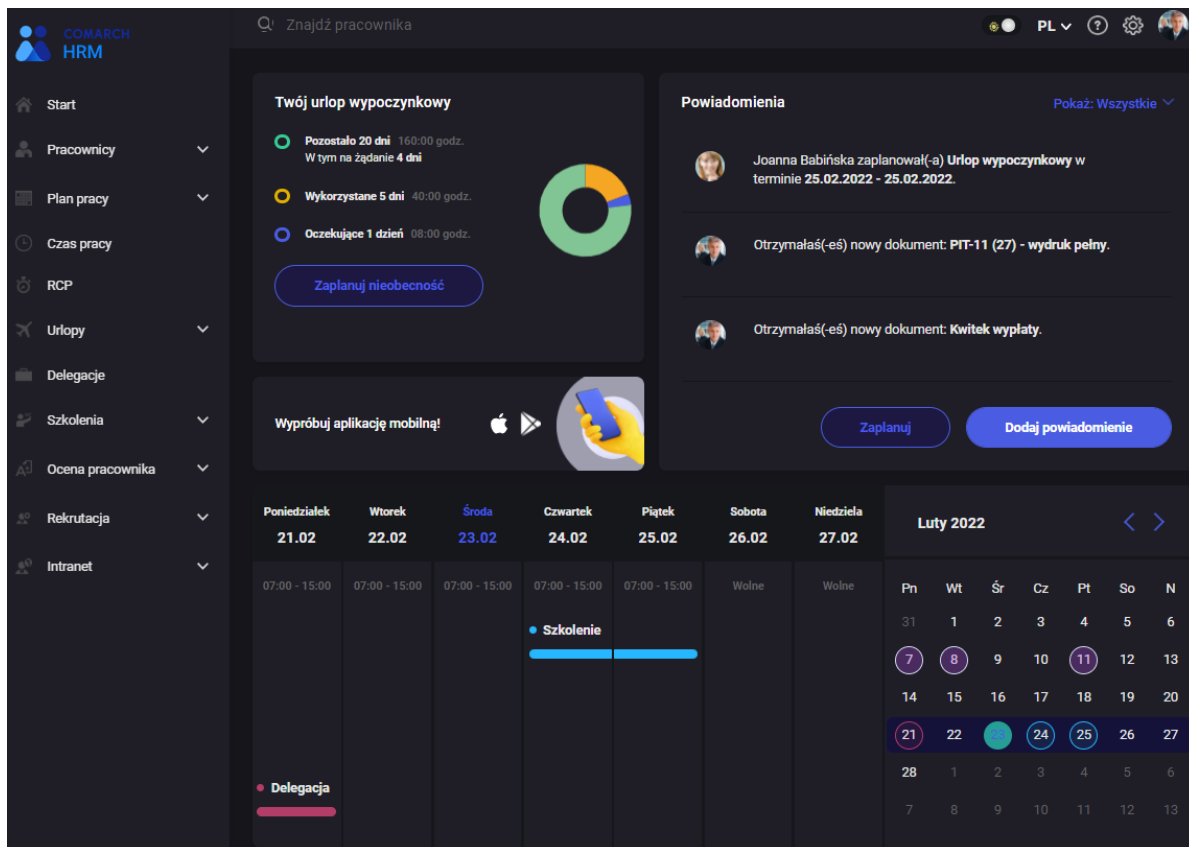 COMARCH
HRM
Start
Pracownicy
Plan pracy
Czas pracy
RCP
Urlopy
Delegacje
Szkolenia
Ocena pracownika
Rekrutacja
Intranet
Znajdź pracownika
PL
Twój urlop wypoczynkowy
Pozostało 20 dni 160:00 godz.
W tym na żądanie 4 dni
Wykorzystane 5 dni 40:00 godz.
Oczekujące 1 dzień 08:00 godz.
Zaplanuj nieobecność
Wypróbuj aplikację mobilną!
Powiadomienia
Pokaż: Wszystkie
Joanna Babińska zaplanował(-a) Urlop wypoczynkowy w
terminie 25.02.2022 - 25.02.2022.
Otrzymałaś(-eś) nowy dokument: PIT-11 (27) - wydruk pełny.
Otrzymałaś(-eś) nowy dokument: Kwitek wypłaty.
Zaplanuj
Dodaj powiadomienie
Poniedziałek Wtorek Środa Czwartek Piątek Sobota Niedziela
21.02 22.02 23.02 24.02 25.02 26.02 27.02
07:00 - 15:00 07:00 - 15:00 07:00 - 15:00 07:00 - 15:00 07:00 - 15:00 Wolne Wolne
Szkolenie
Delegacja
Luty 2022
Pn Wt Śr Cz Pt So N
31 1 2 3 4 5 6
7 8 9 10 11 12 13
14 15 16 17 18 19 20
21 22 23 24 25 26 27
28 1 2 3 4 5 6
7 8 9 10 11 12 13